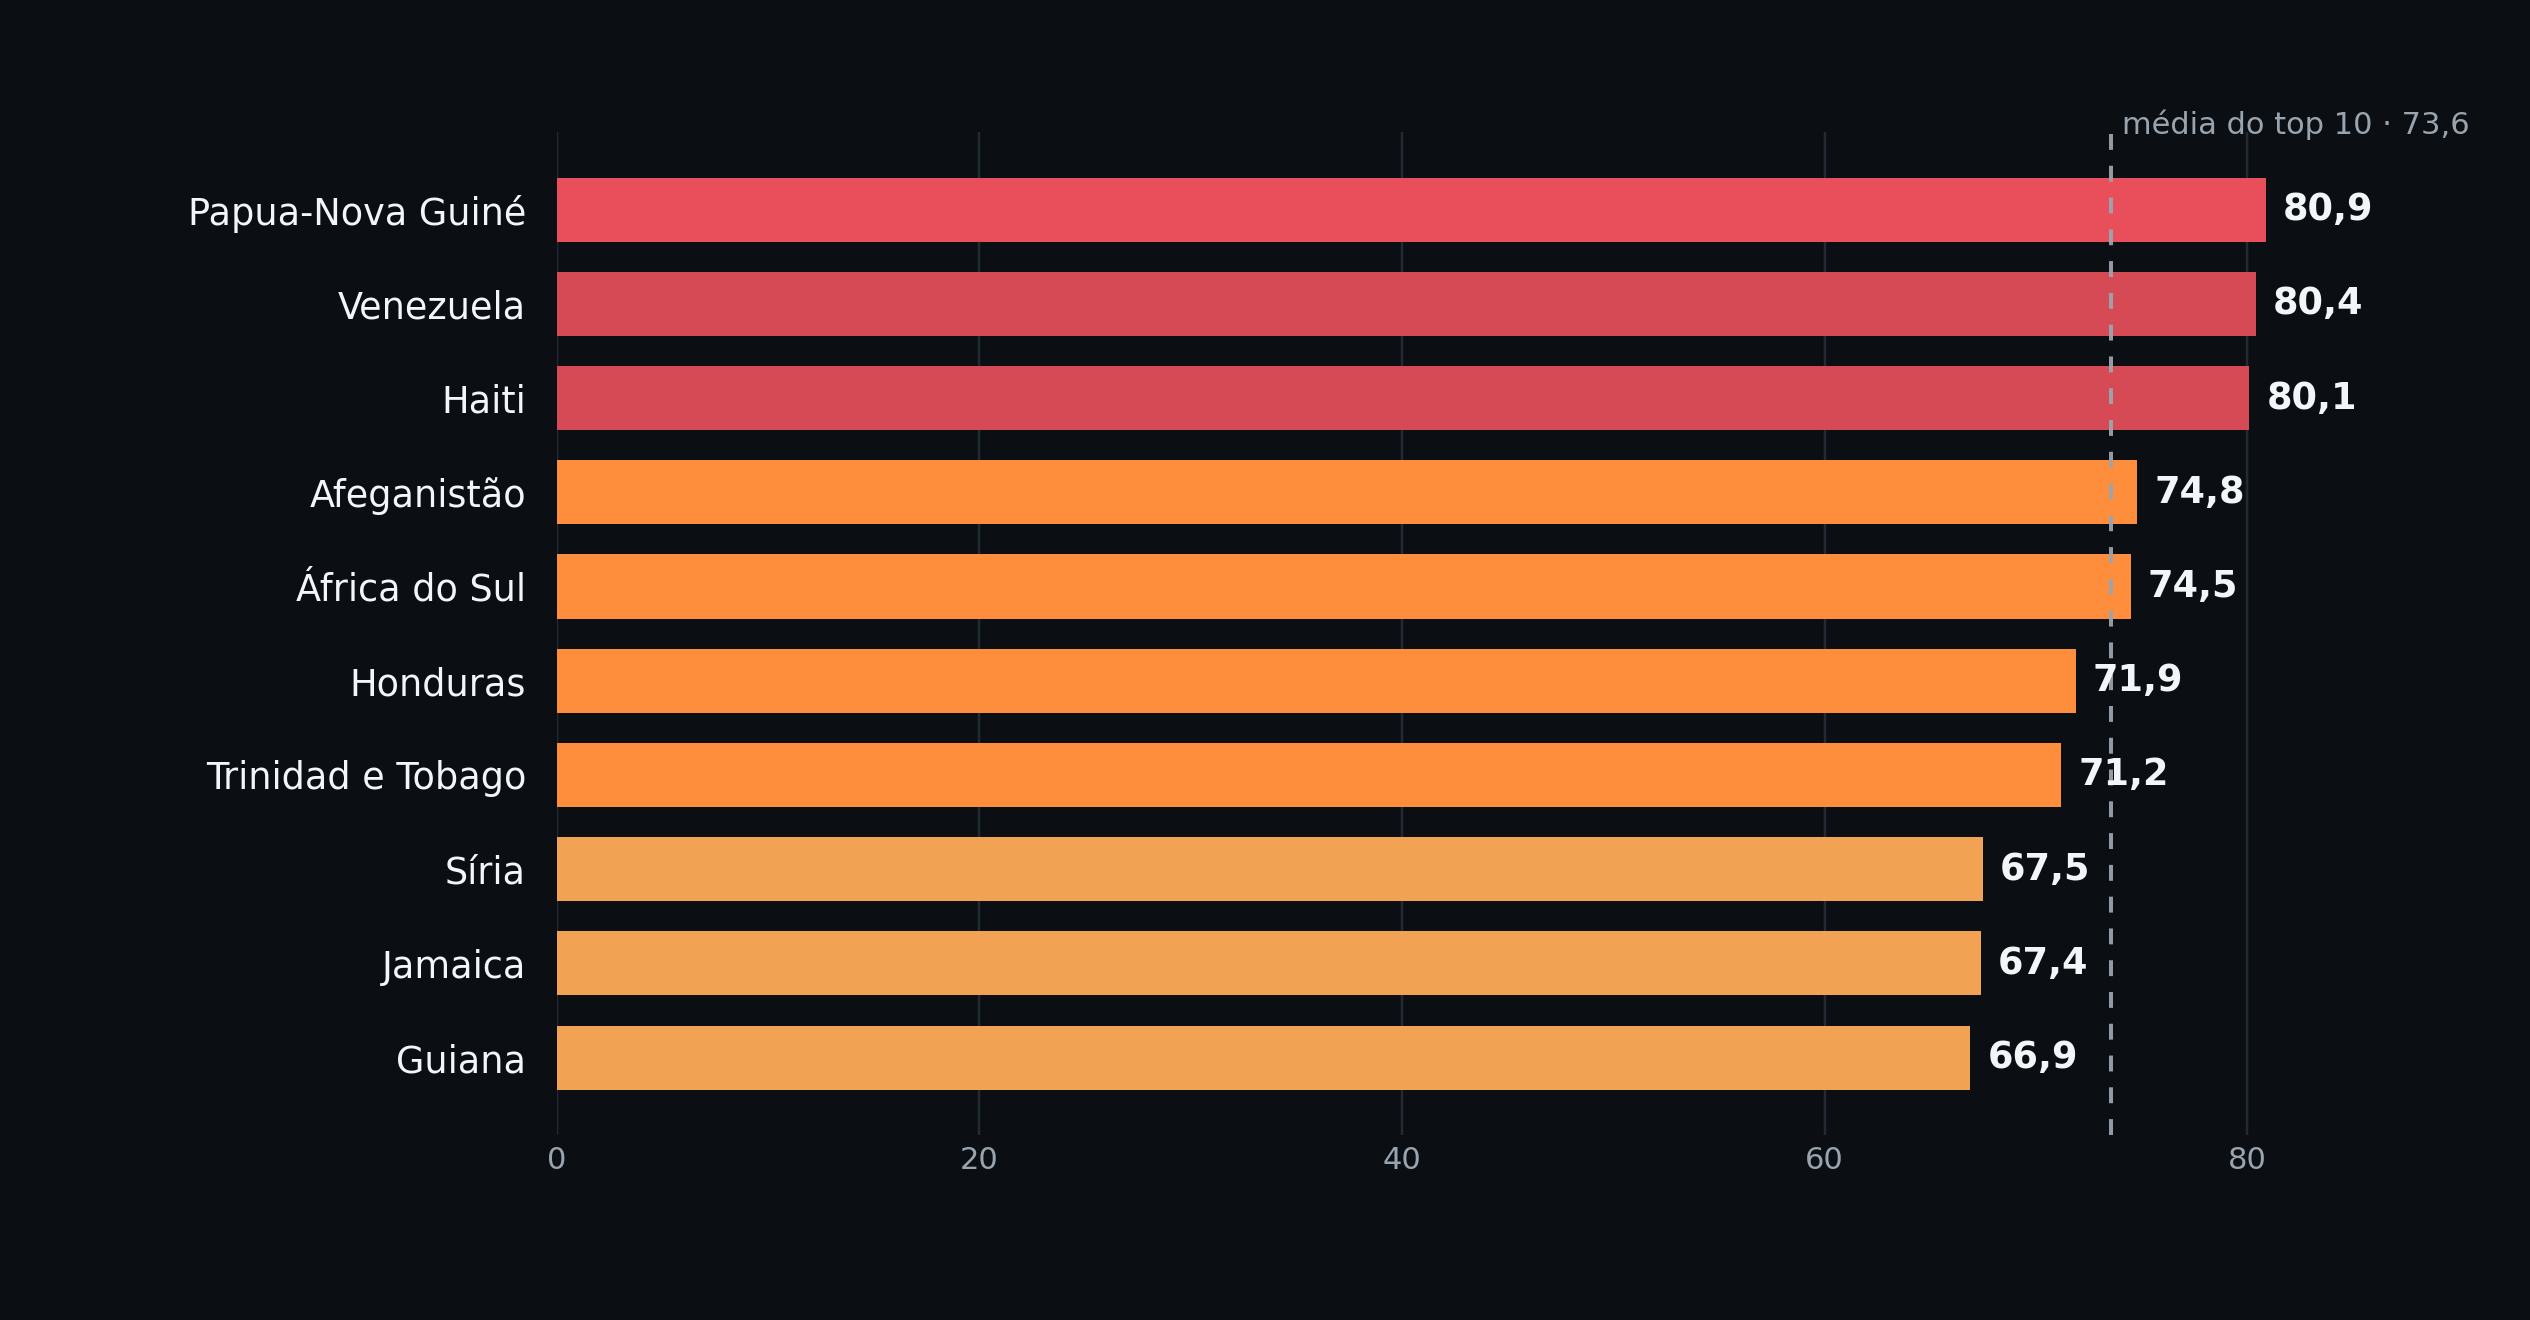 média do top 10 · 73,6
Papua-Nova Guiné 80,9
Venezuela 80,4
Haiti 80,1
Afeganistão 74,8
África do Sul 74,5
Honduras 71,9
Trinidad e Tobago 71,2
Síria 67,5
Jamaica 67,4
Guiana 66,9
0 20 40 60 80